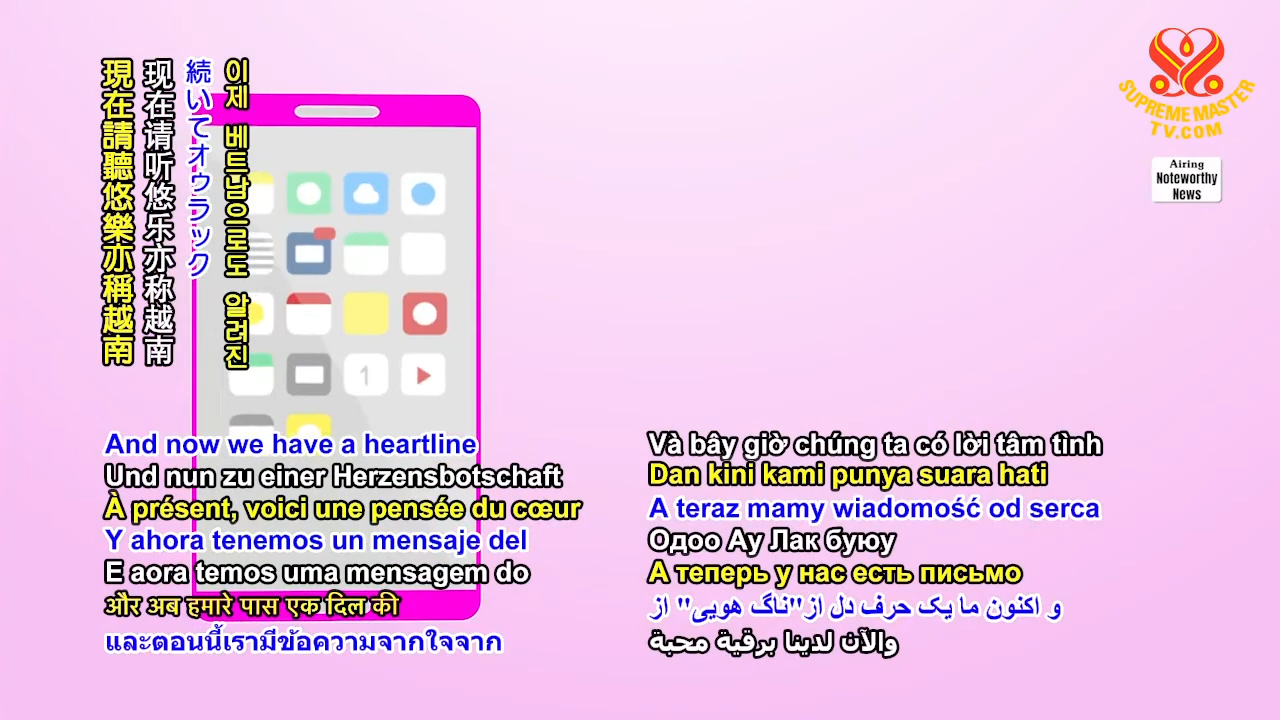 現在請聽悠樂亦稱越南
现在请听悠乐亦称越南
続いてオゥラック
이제 베트남으로도 알려진
SUPREME MASTER
TV.COM
Airing
Noteworthy
News
1
And now we have a heartline
Und nun zu einer Herzensbotschaft
À présent, voici une pensée du cœur
Y ahora tenemos un mensaje del
E aora temos uma mensagem do
और अब हमारे पास एक दिल की
และตอนนี้เรามีข้อความจากใจจาก
Và bây giờ chúng ta có lời tâm tình
Dan kini kami punya suara hati
A teraz mamy wiadomość od serca
Одоо Ау Лак буюу
А теперь у нас есть письмо
و اکنون ما یک حرف دل از"ناگ هویی" از
والآن لدينا برقية محبة